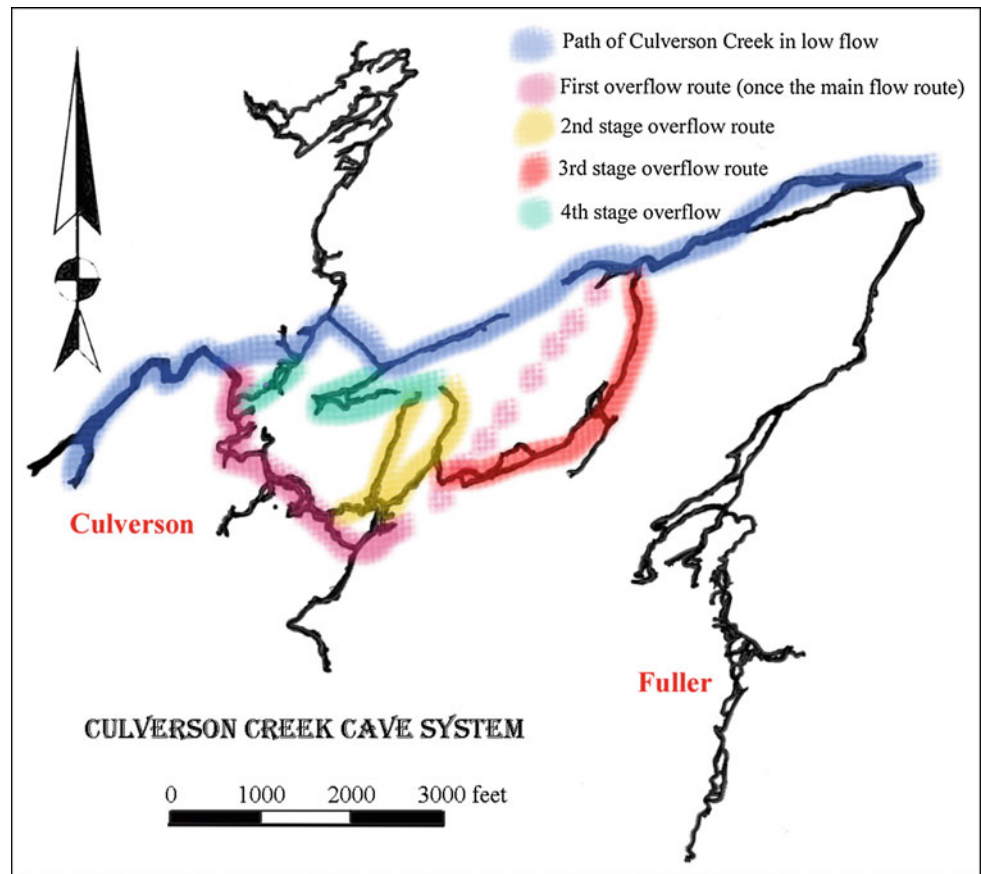 Path of Culverson Creek in low flow
First overflow route (once the main flow route)
2nd stage overflow route
3rd stage overflow route
4th stage overflow
Culverson
Fuller
CULVERSON CREEK CAVE SYSTEM
0 1000 2000 3000 feet